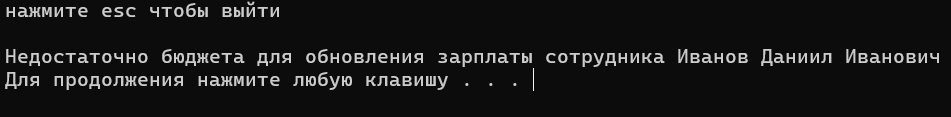 нажмите esc чтобы выйти
Недостаточно бюджета для обновления зарплаты сотрудника Иванов Даниил Иванович
Для продолжения нажмите любую клавишу . . .